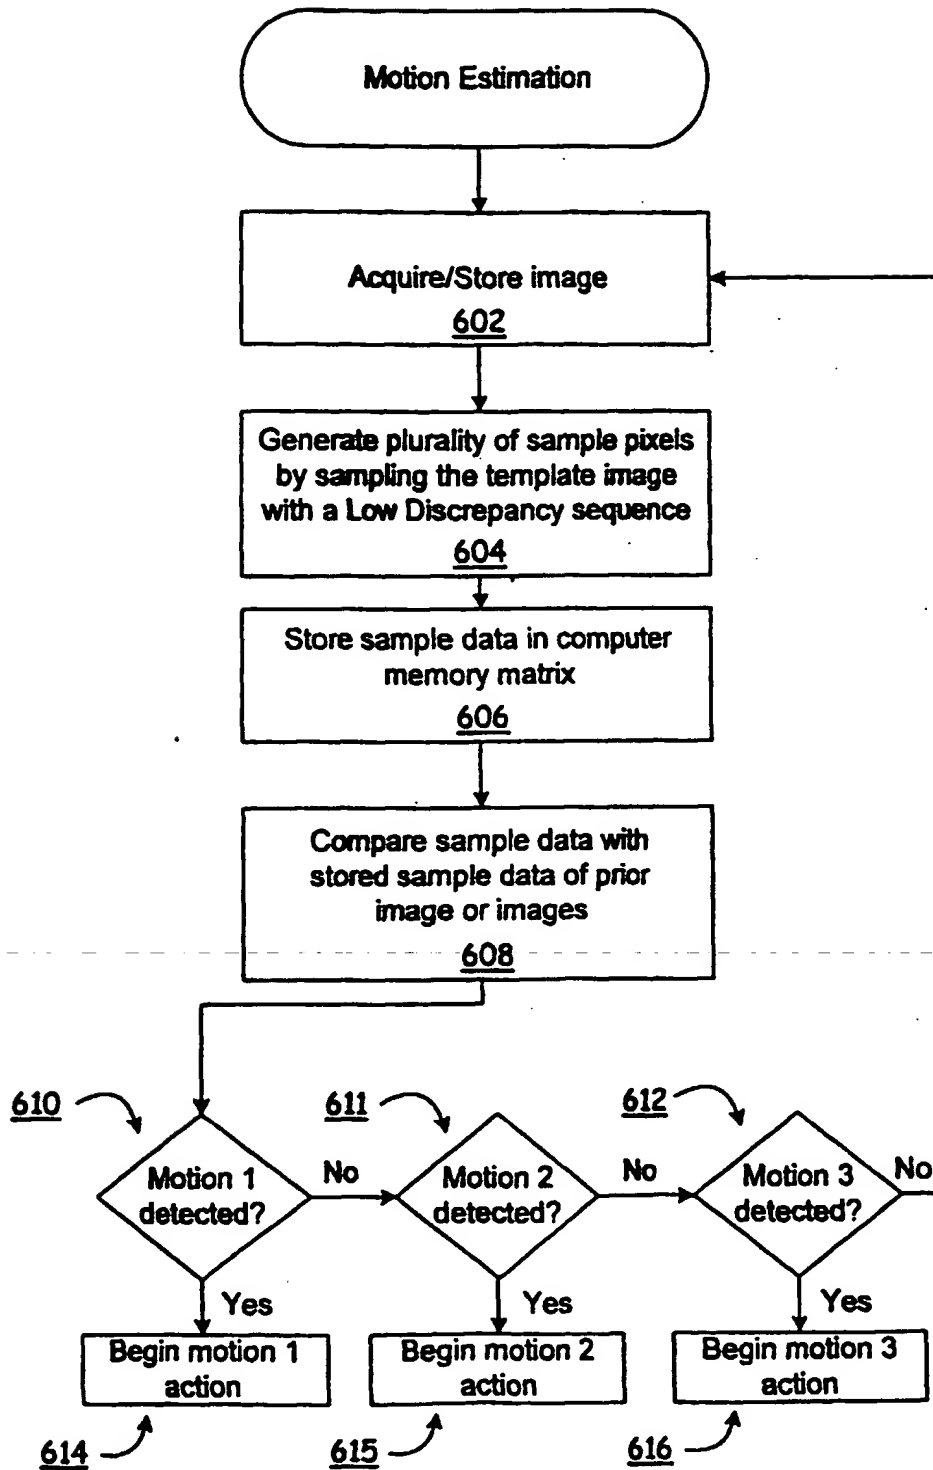 Motion Estimation
Acquire/Store image
602
Generate plurality of sample pixels
by sampling the template image
with a Low Discrepancy sequence
604
Store sample data in computer
memory matrix
606
Compare sample data with
stored sample data of prior
image or images
608
610
611
612
Motion 1
detected?
No
Motion 2
detected?
No
Motion 3
detected?
No
Yes
Yes
Yes
Begin motion 1
action
Begin motion 2
action
Begin motion 3
action
614
615
616